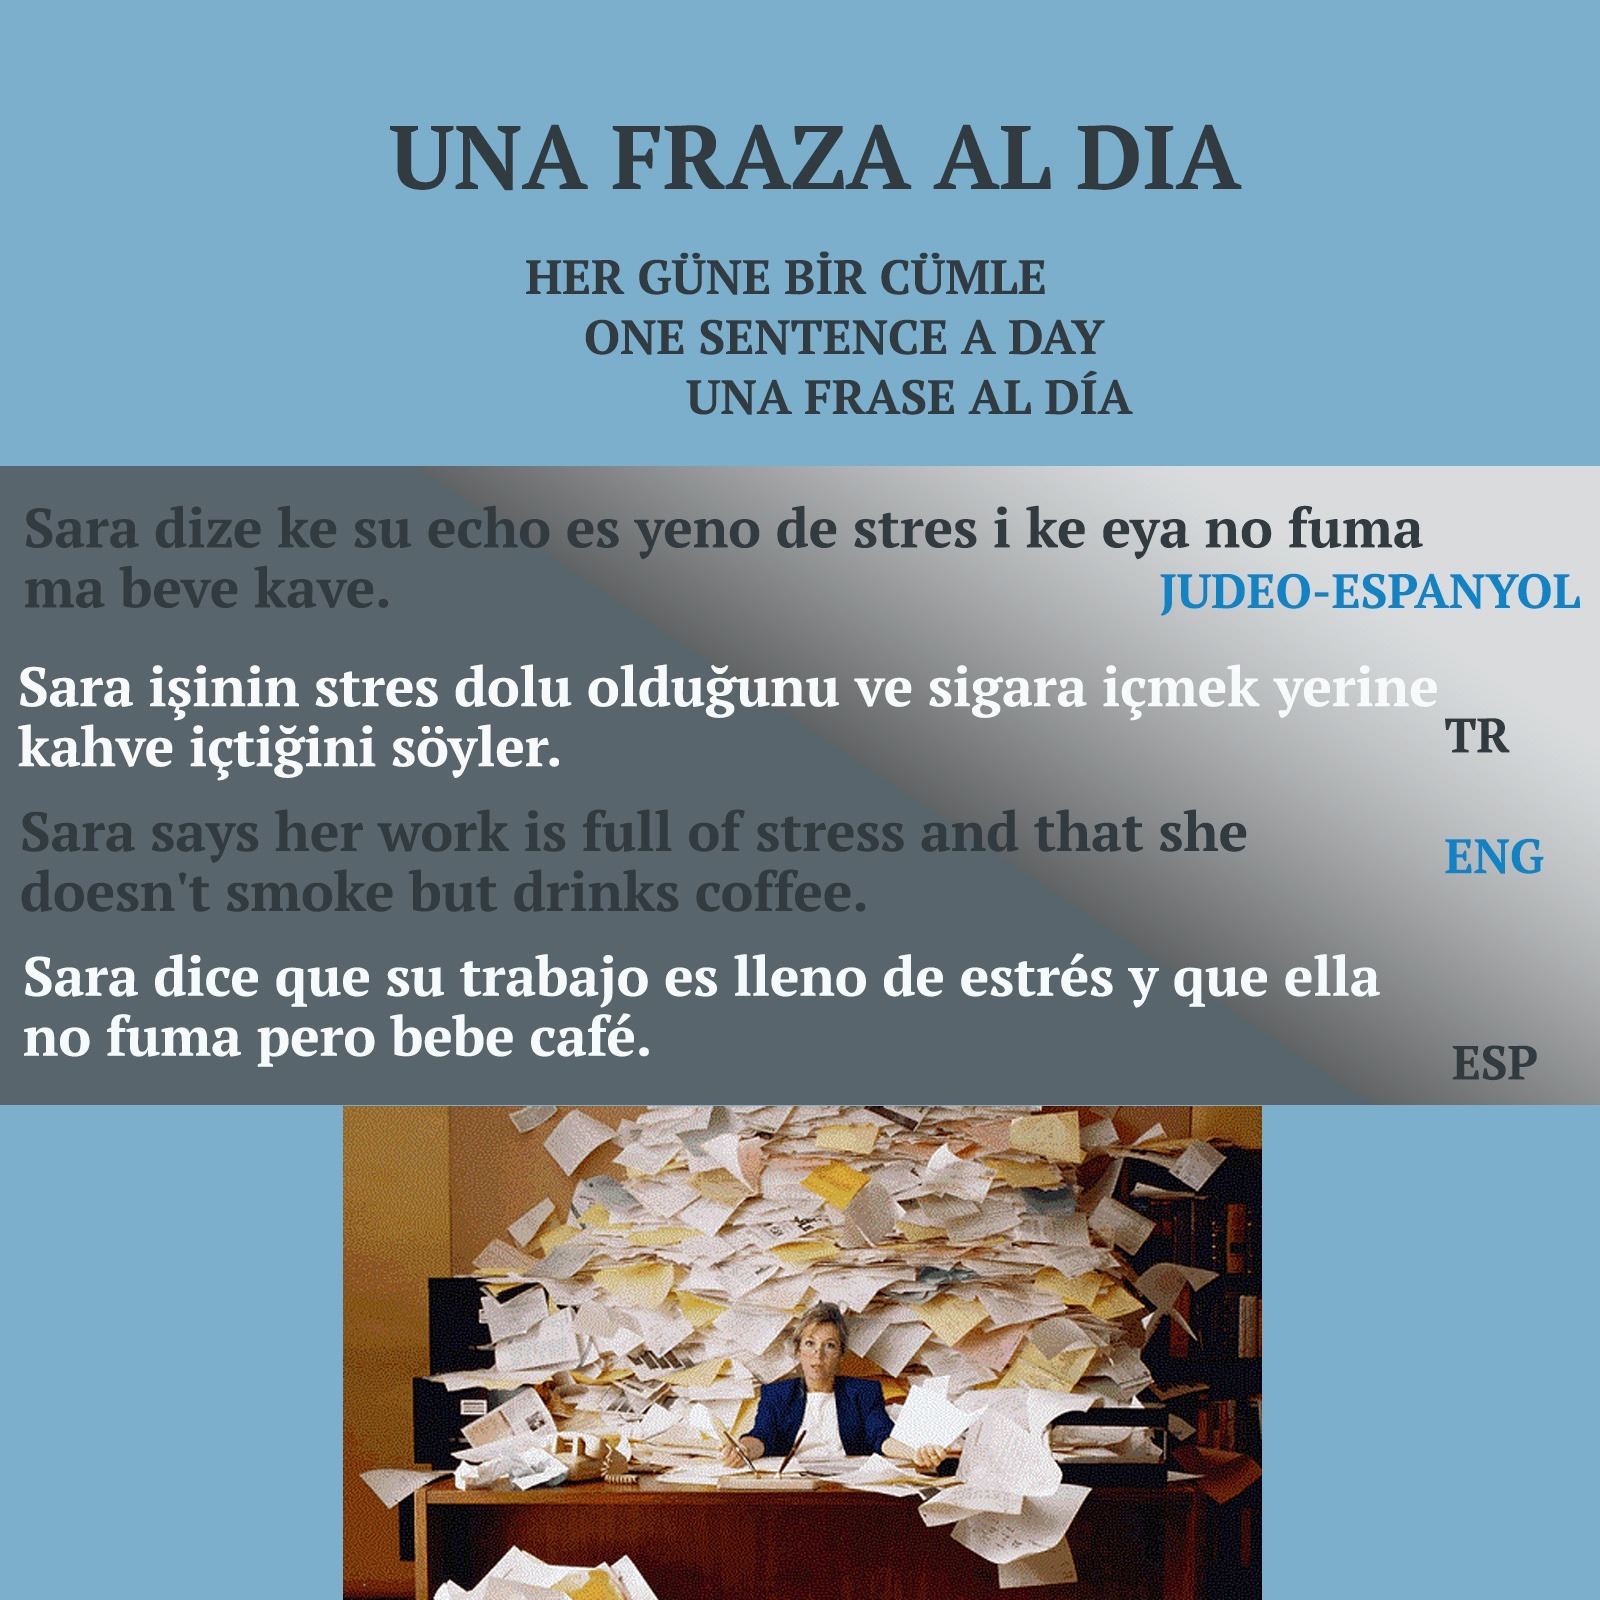 UNA FRAZA AL DIA
HER GÜNE BİR CÜMLE
ONE SENTENCE A DAY
UNA FRASE AL DÍA
Sara dize ke su echo es yeno de stres i ke eya no fuma
ma beve kave.
JUDEO-ESPANYOL
Sara işinin stres dolu olduğunu ve sigara içmek yerine
kahve içtiğini söyler.
TR
Sara says her work is full of stress and that she
doesn't smoke but drinks coffee.
ENG
Sara dice que su trabajo es lleno de estrés y que ella
no fuma pero bebe café.
ESP